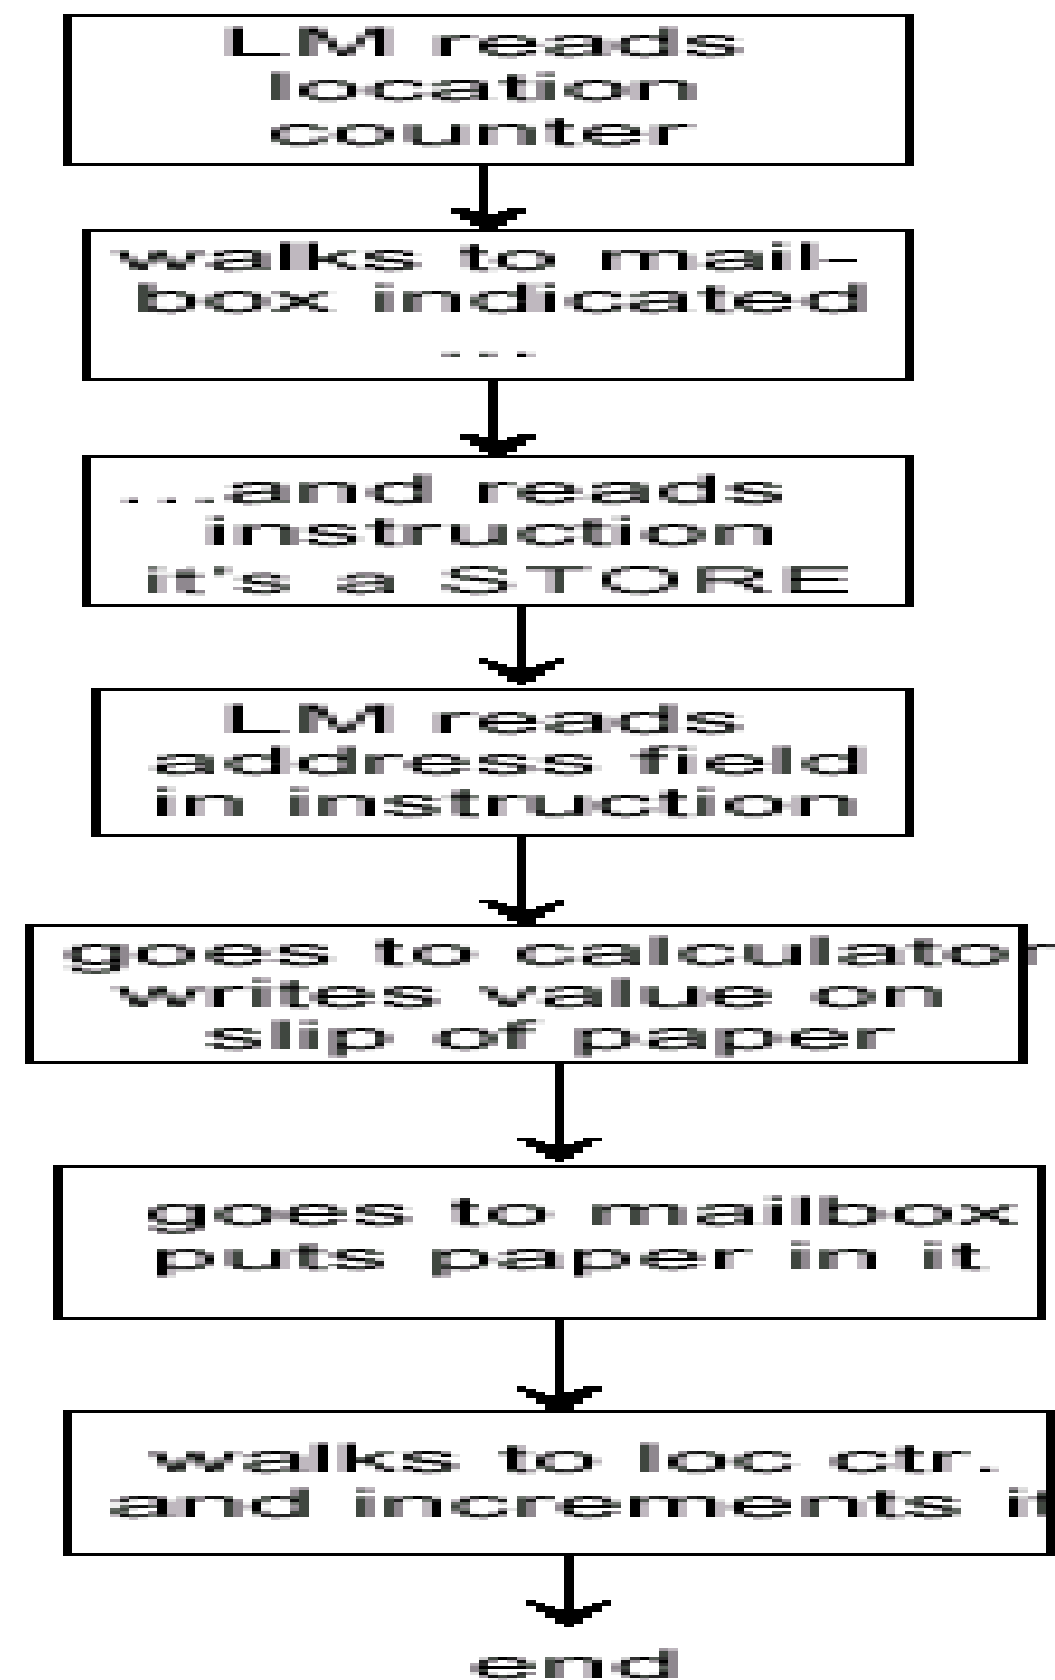 LM reads
location
counter
walks to mail-
box indicated
...
...and reads
instruction
it's a STORE
LM reads
address field
in instruction
goes to calculator
writes value on
slip of paper
goes to mailbox
puts paper in it
walks to loc ctr.
and increments it
end